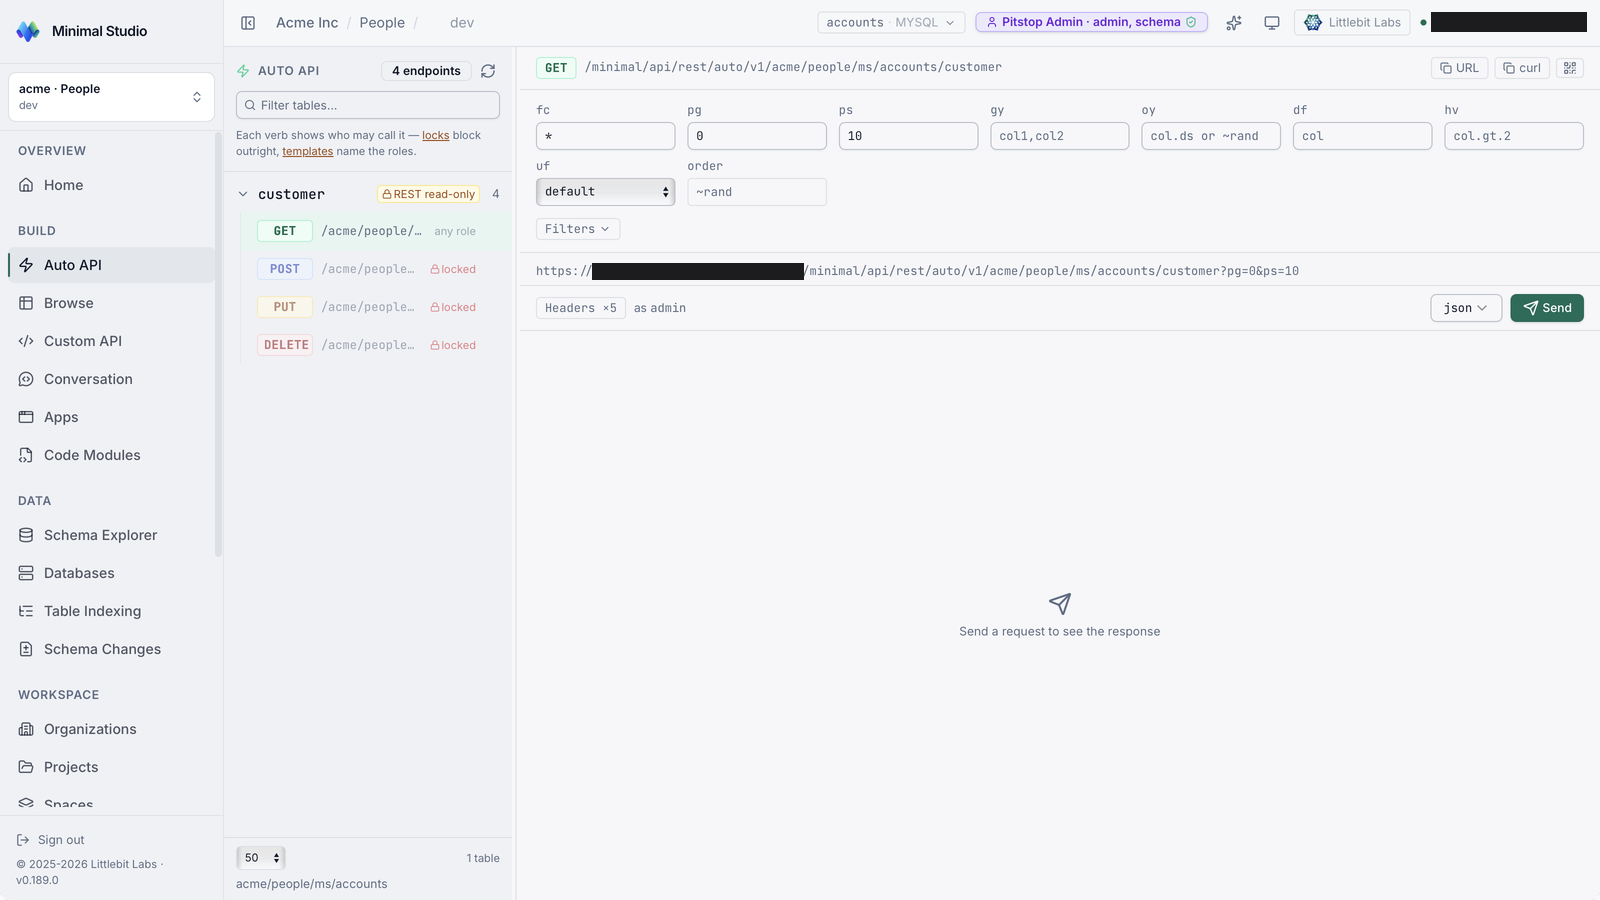 Minimal Studio
acme · People
dev
OVERVIEW
Home
BUILD
Auto API
Browse
Custom API
Conversation
Apps
Code Modules
DATA
Schema Explorer
Databases
Table Indexing
Schema Changes
WORKSPACE
Organizations
Projects
Spaces
Sign out
© 2025-2026 Littlebit Labs ·
v0.189.0
Acme Inc / People / dev
accounts · MYSQL
Pitstop Admin · admin, schema
Littlebit Labs
AUTO API
4 endpoints
Filter tables...
Each verb shows who may call it — locks block
outright, templates name the roles.
customer REST read-only 4
GET /acme/people/… any role
POST /acme/people… locked
PUT /acme/people… locked
DELETE /acme/people… locked
50 1 table
acme/people/ms/accounts
GET /minimal/api/rest/auto/v1/acme/people/ms/accounts/customer
URL curl
fc pg ps gy oy df hv
* 0 10 col1,col2 col.ds or ~rand col col.gt.2
uf order
default ~rand
Filters
https:// /minimal/api/rest/auto/v1/acme/people/ms/accounts/customer?pg=0&ps=10
Headers ×5 as admin json Send
Send a request to see the response